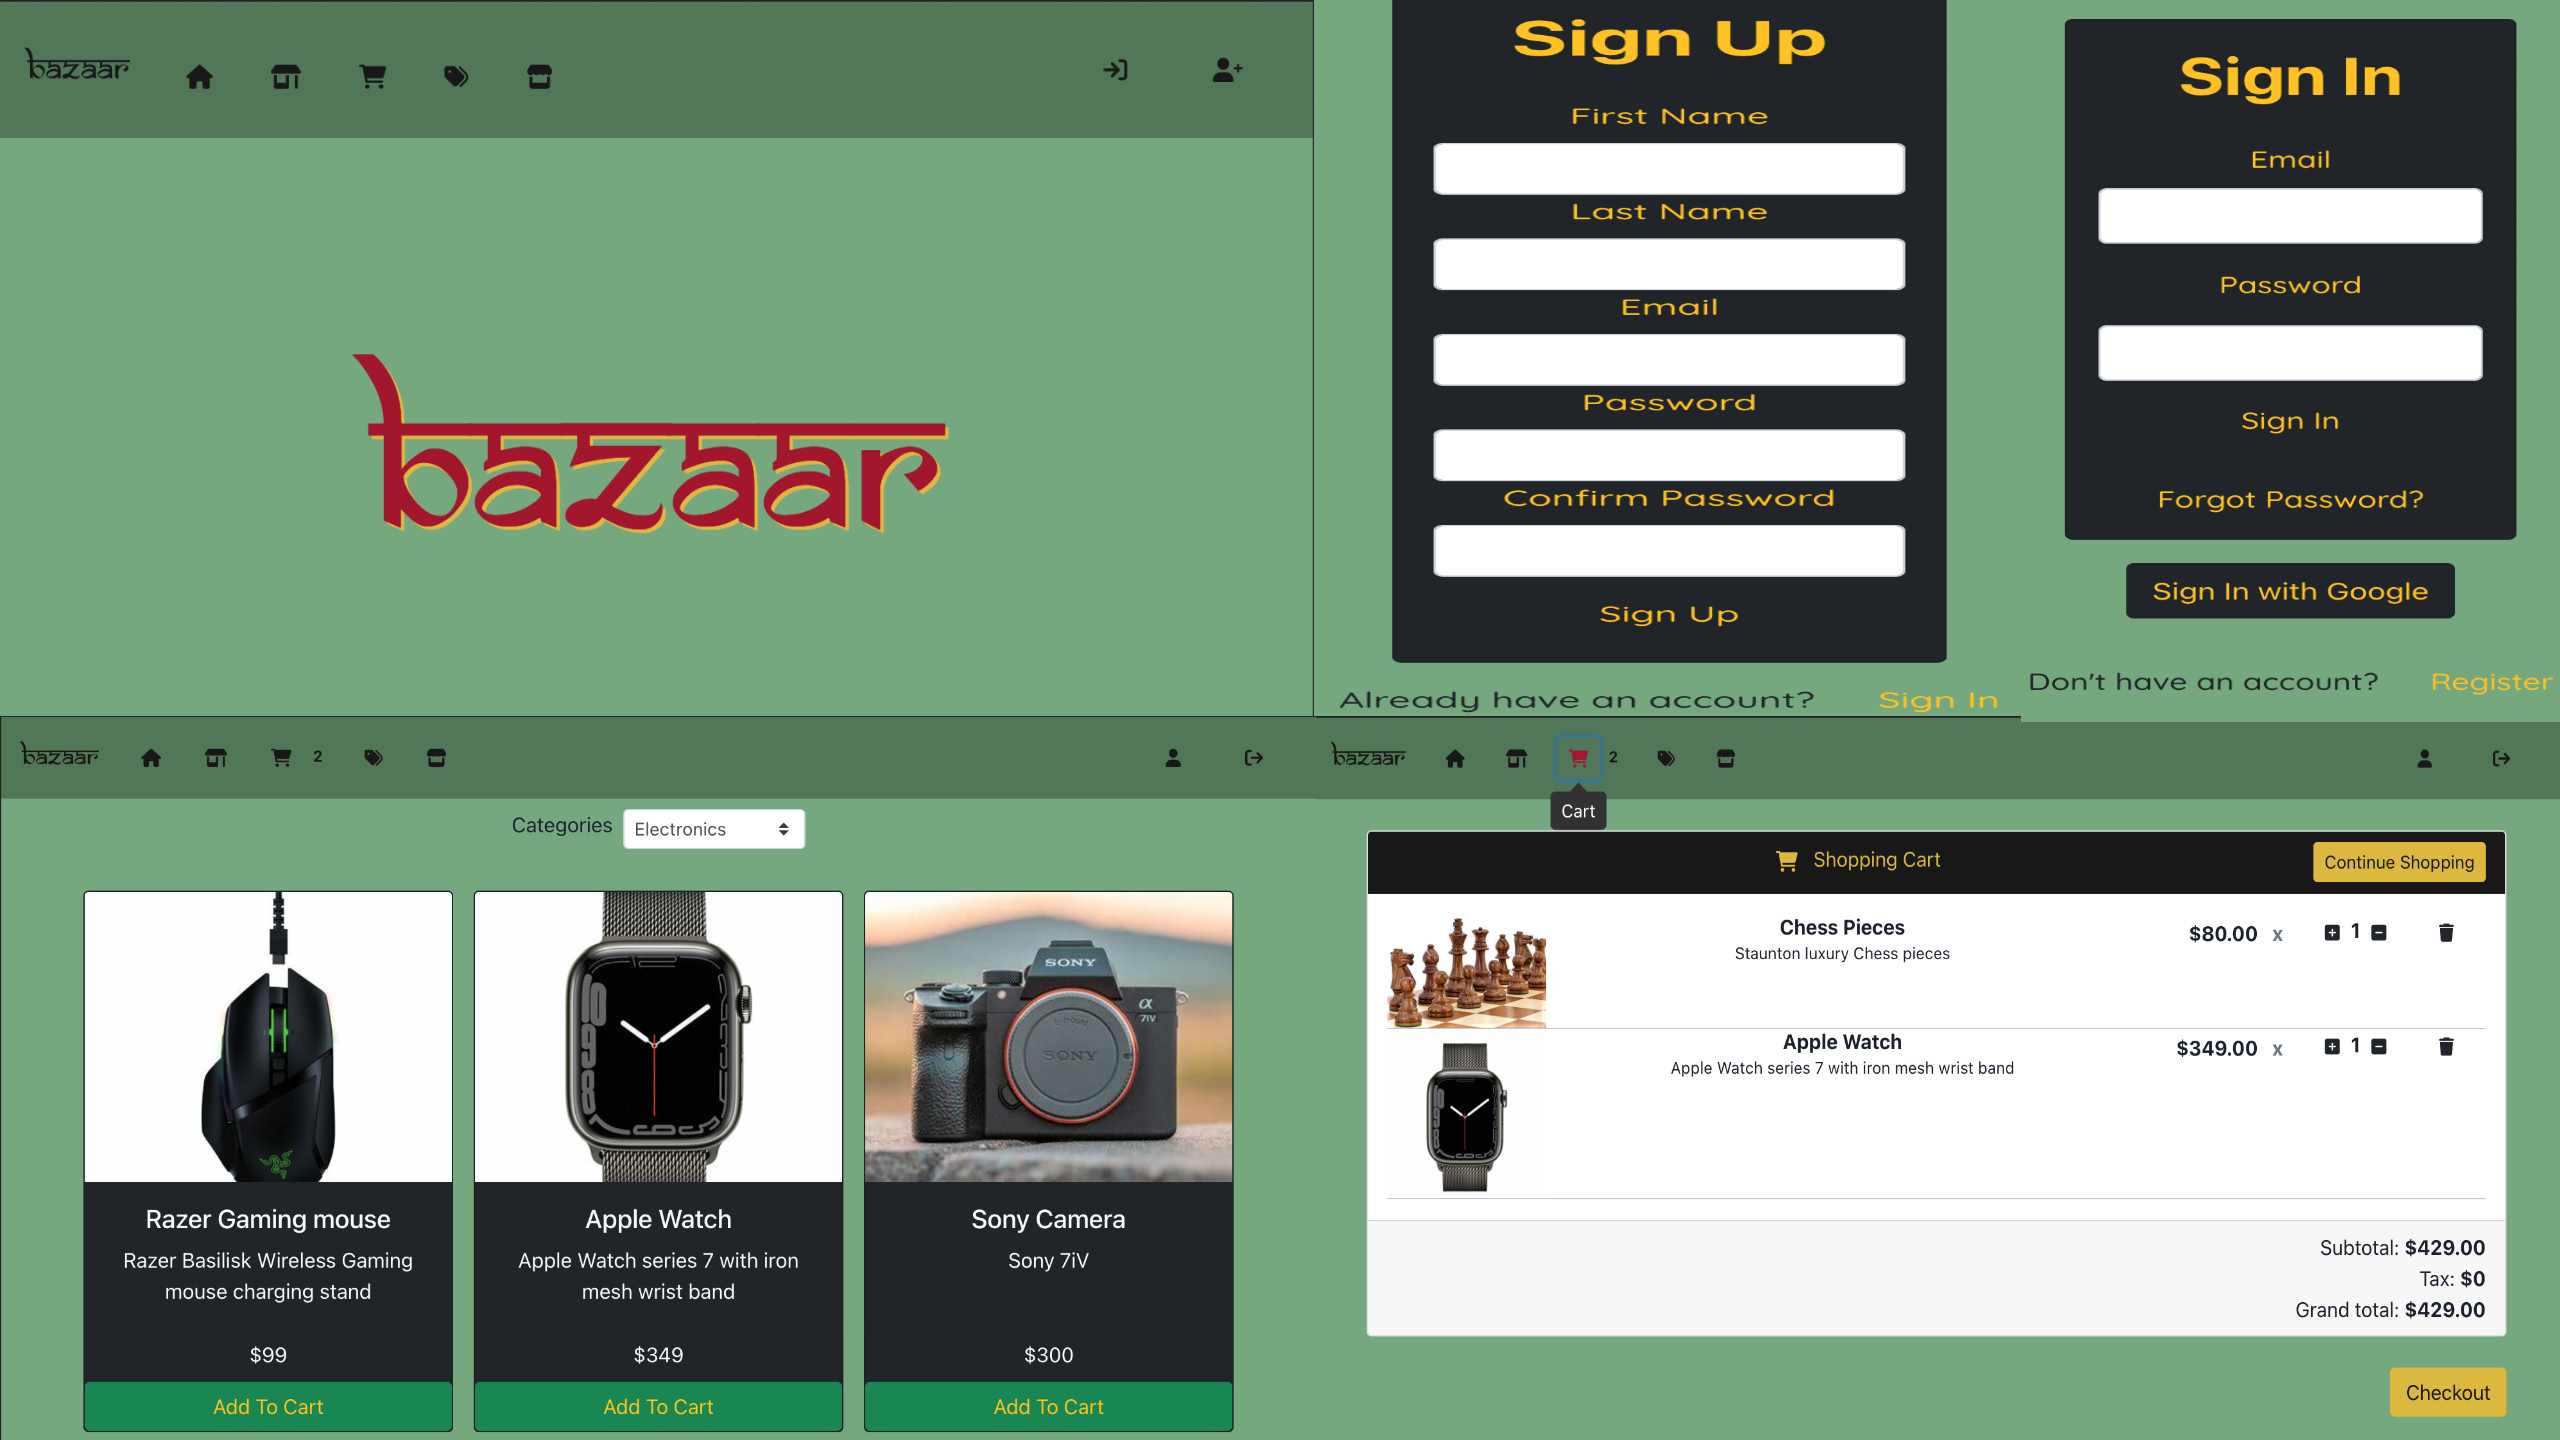 bazaar
bazaar
Sign Up
First Name
Last Name
Email
Password
Confirm Password
Sign Up
Already have an account? Sign In
Sign In
Email
Password
Sign In
Forgot Password?
Sign In with Google
Don't have an account? Register
bazaar 2
Categories Electronics
SONY
α
7IV
SONY
Razer Gaming mouse
Razer Basilisk Wireless Gaming
mouse charging stand
$99
Add To Cart
Apple Watch
Apple Watch series 7 with iron
mesh wrist band
$349
Add To Cart
Sony Camera
Sony 7iV
$300
Add To Cart
bazaar 2
Cart
Shopping Cart Continue Shopping
Chess Pieces $80.00 x 1
Staunton luxury Chess pieces
Apple Watch $349.00 x 1
Apple Watch series 7 with iron mesh wrist band
Subtotal: $429.00
Tax: $0
Grand total: $429.00
Checkout